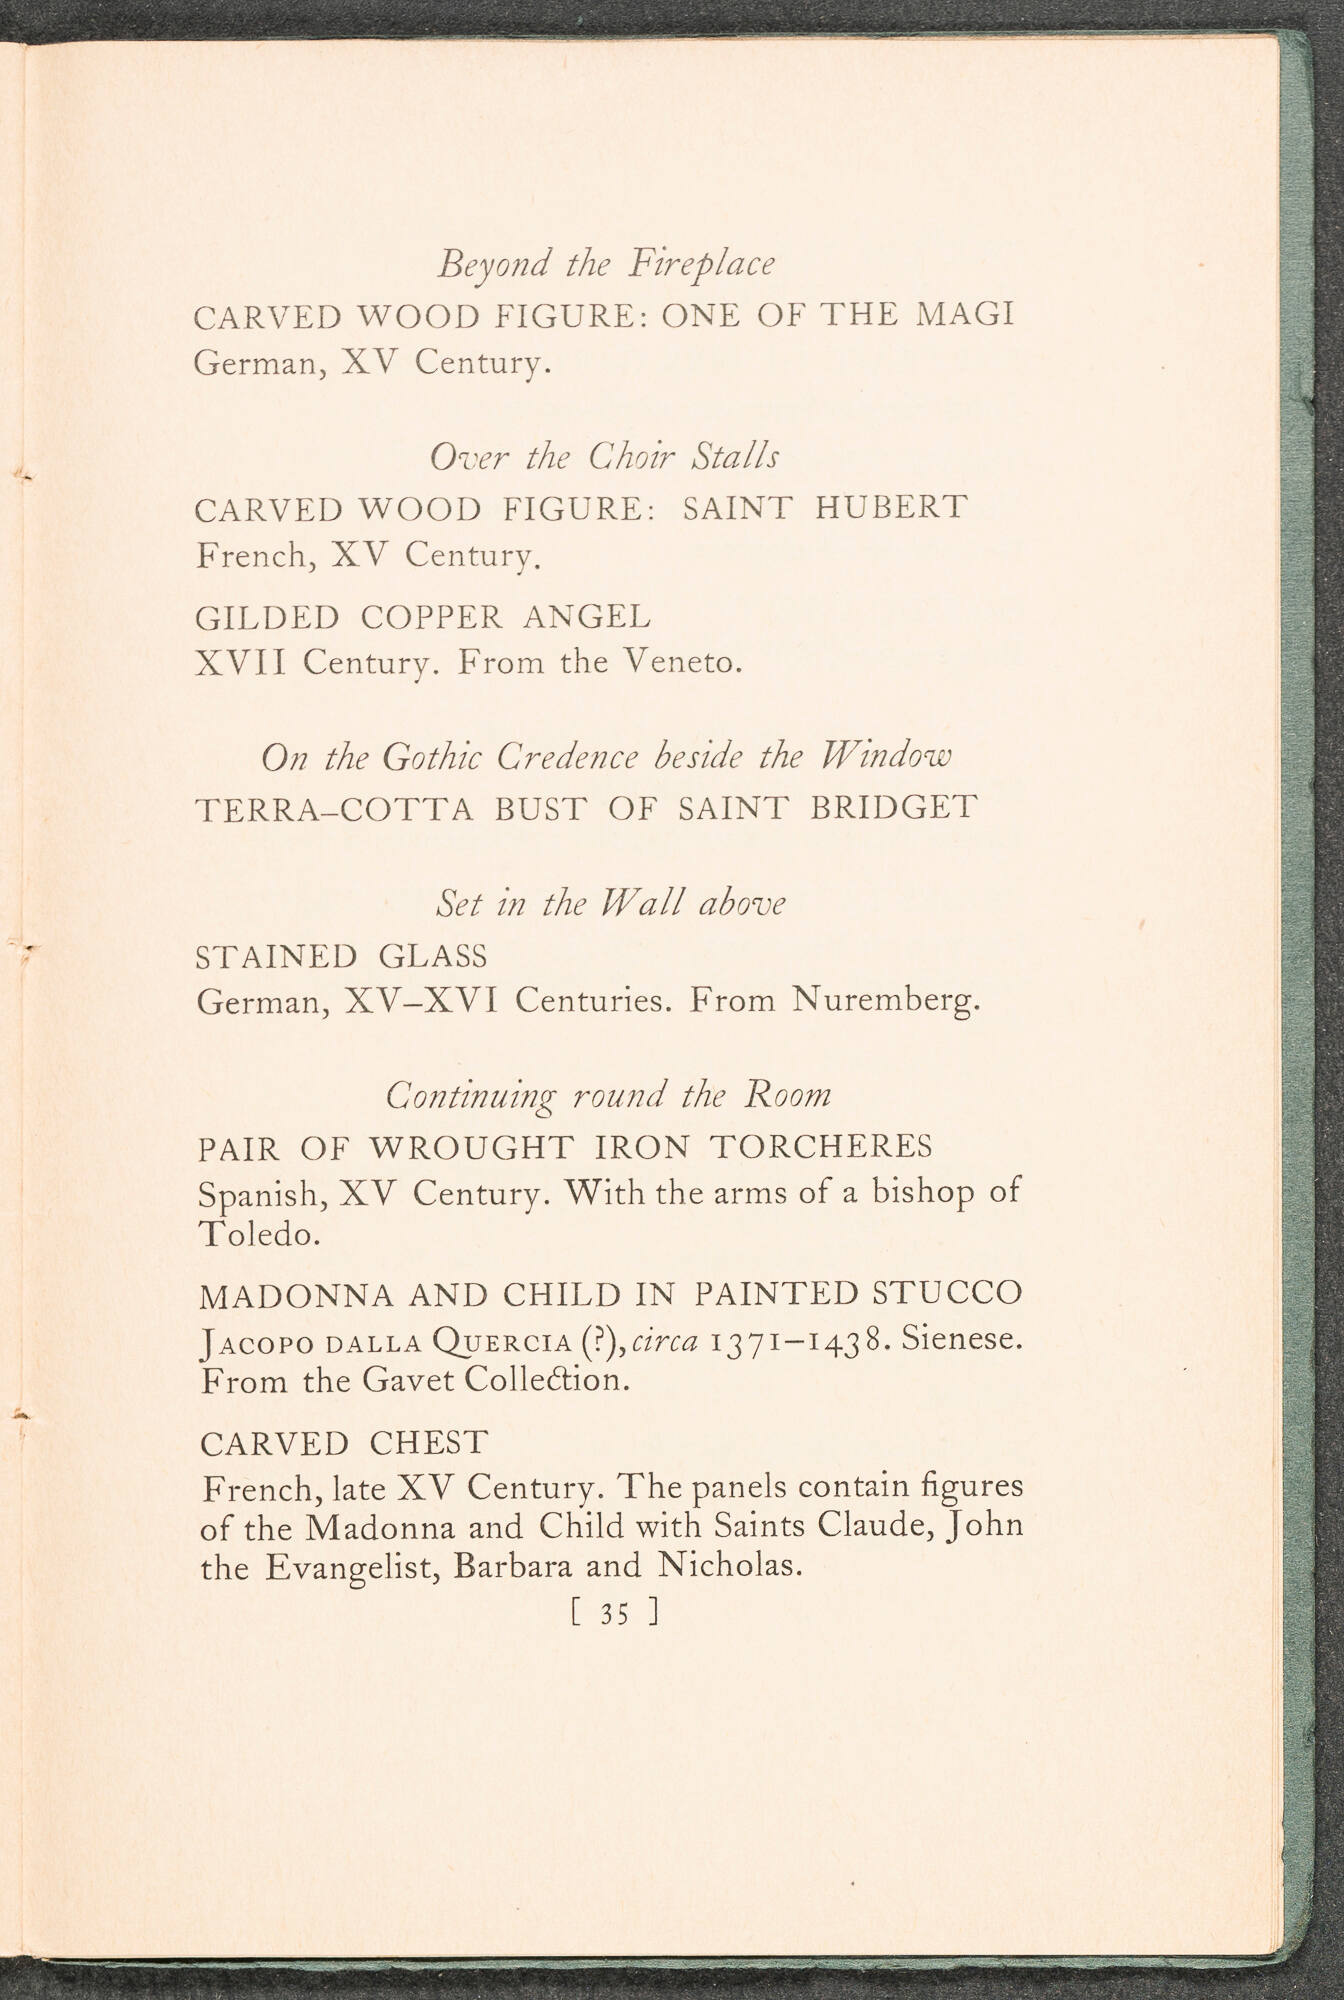 Beyond the Fireplace
CARVED WOOD FIGURE: ONE OF THE MAGI
German, XV Century.
Over the Choir Stalls
CARVED WOOD FIGURE: SAINT HUBERT
French, XV Century.
GILDED COPPER ANGEL
XVII Century. From the Veneto.
On the Gothic Credence beside the Window
TERRA–COTTA BUST OF SAINT BRIDGET
Set in the Wall above
STAINED GLASS
German, XV–XVI Centuries. From Nuremberg.
Continuing round the Room
PAIR OF WROUGHT IRON TORCHERES
Spanish, XV Century. With the arms of a bishop of
Toledo.
MADONNA AND CHILD IN PAINTED STUCCO
JACOPO DALLA QUERCIA (?), circa 1371–1438. Sienese.
From the Gavet Collection.
CARVED CHEST
French, late XV Century. The panels contain figures
of the Madonna and Child with Saints Claude, John
the Evangelist, Barbara and Nicholas.
[ 35 ]